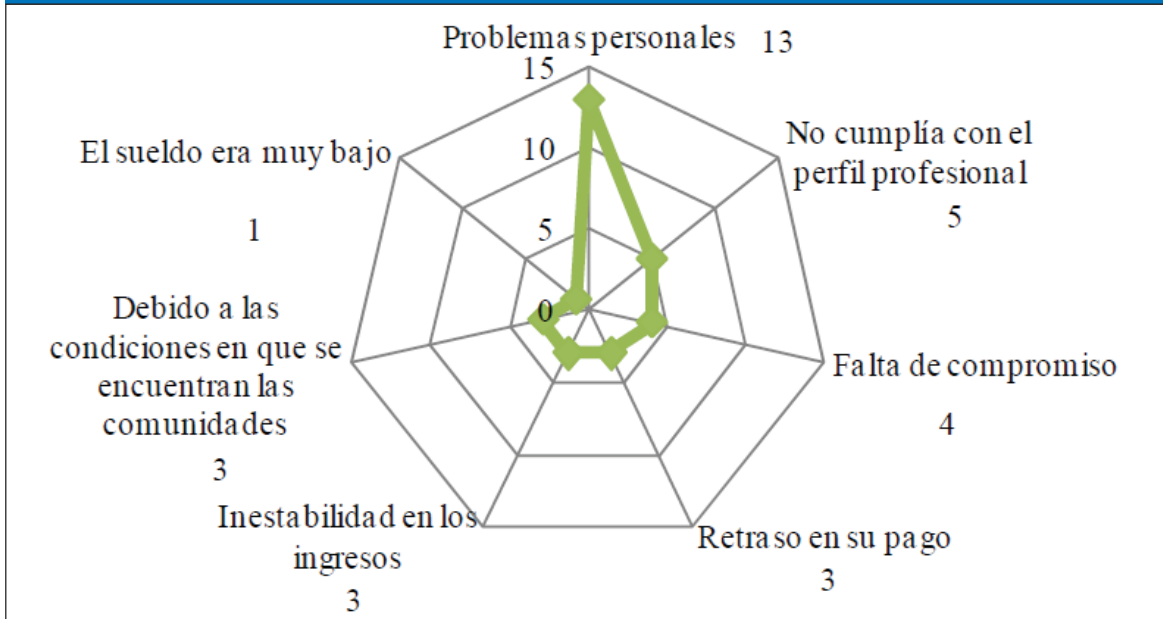 Problemas personales 13
15
No cumplía con el
perfil profesional
5
10
El sueldo era muy bajo
1
5
0
Falta de compromiso
4
Debido a las
condiciones en que se
encuentran las
comunidades
3
Retraso en su pago
3
Inestabilidad en los
ingresos
3